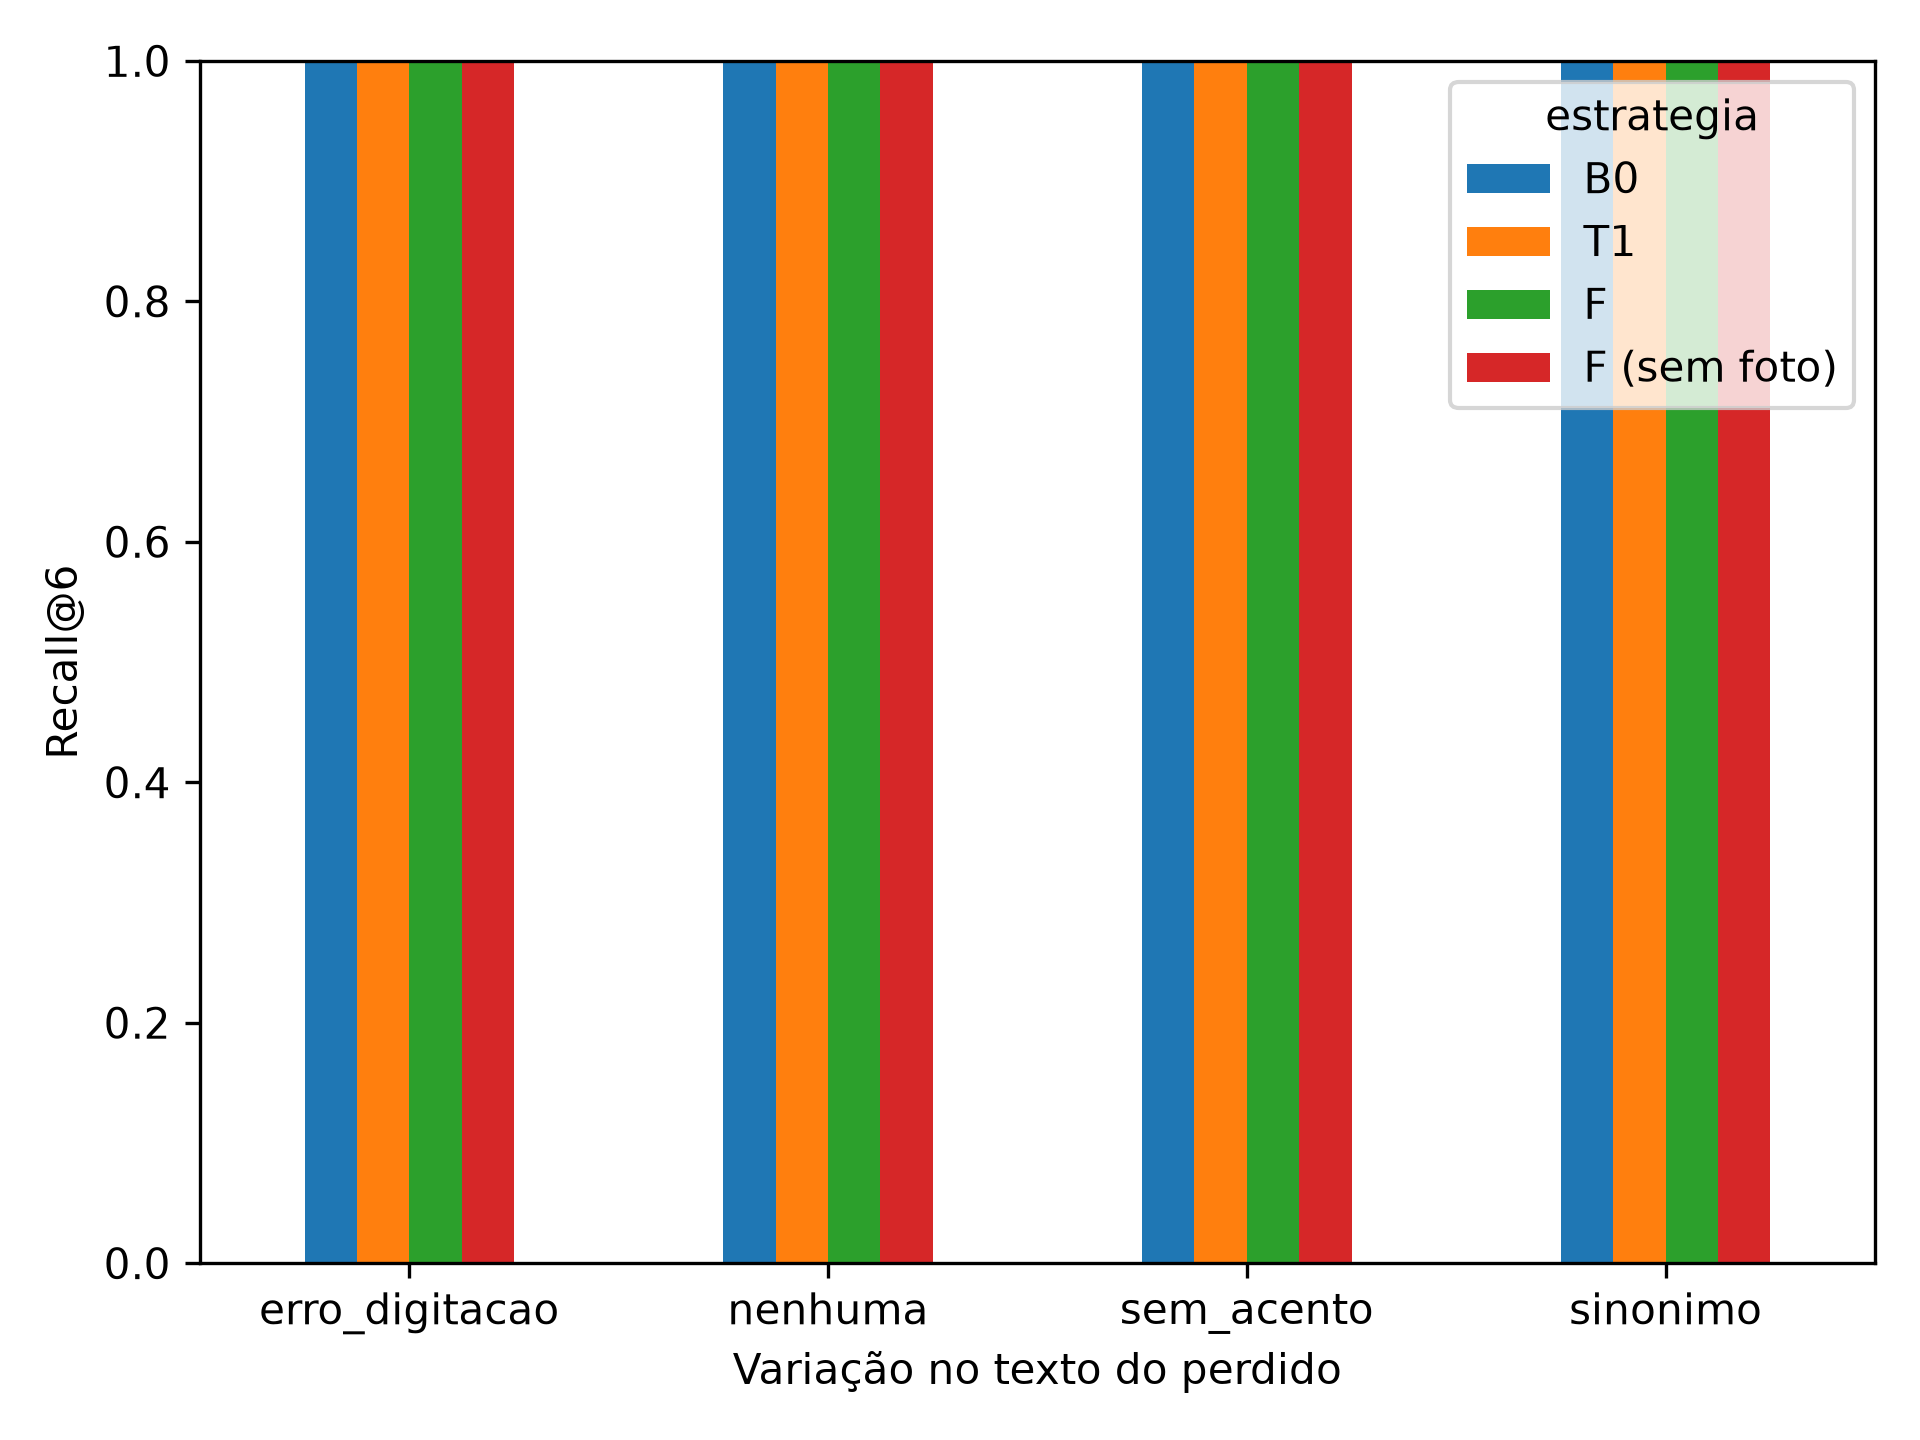 1.0
0.8
0.6
0.4
0.2
0.0
Recall@6
estrategia
B0
T1
F
F (sem foto)
erro_digitacao nenhuma sem_acento sinonimo
Variação no texto do perdido